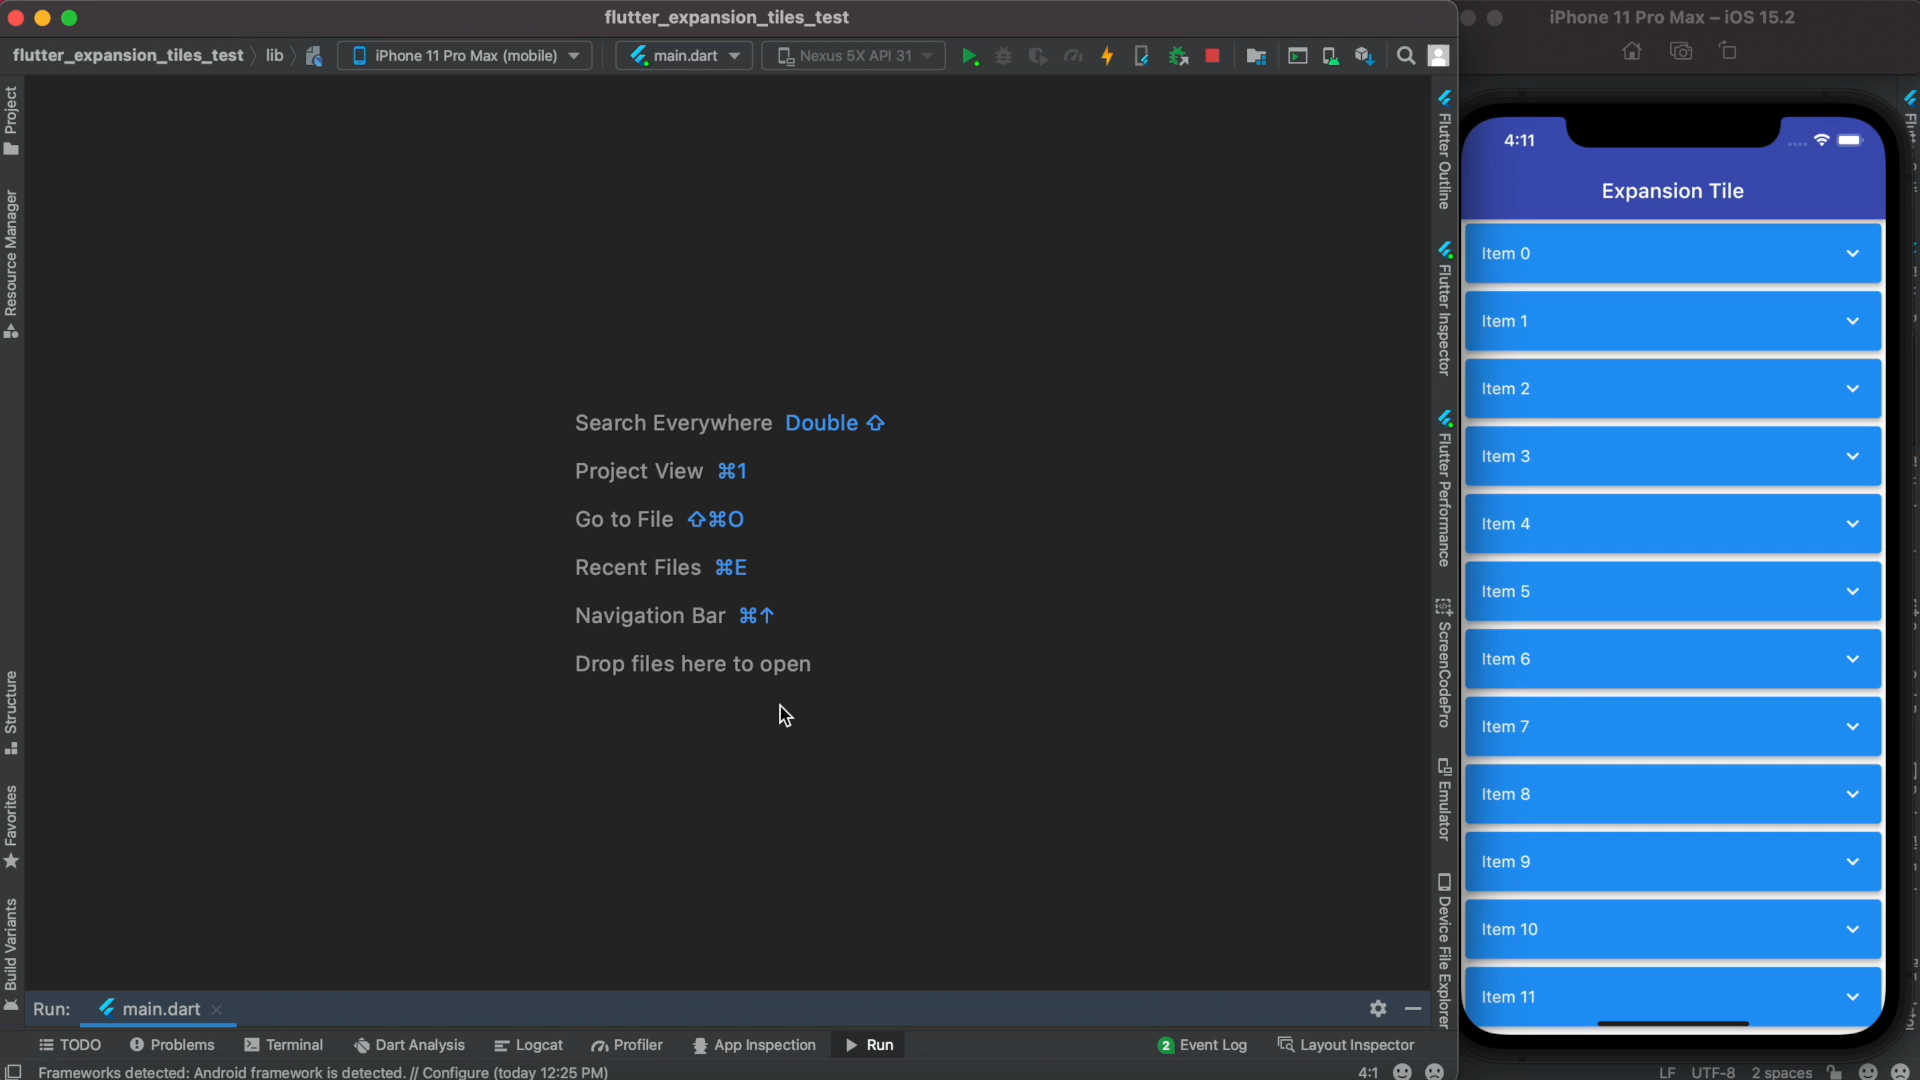 flutter_expansion_tiles_test
flutter_expansion_tiles_test lib iPhone 11 Pro Max (mobile) main.dart Nexus 5X API 31
Project
Resource Manager
Structure
Favorites
Build Variants
Search Everywhere Double ⇧
Project View ⌘1
Go to File ⇧⌘O
Recent Files ⌘E
Navigation Bar ⌘↑
Drop files here to open
Flutter Outline
Flutter Inspector
Flutter Performance
ScreenCodePro
Emulator
Device File Explorer
Run: main.dart
TODO Problems Terminal Dart Analysis Logcat Profiler App Inspection Run 2 Event Log Layout Inspector
Frameworks detected: Android framework is detected. // Configure (today 12:25 PM) 4:1
iPhone 11 Pro Max – iOS 15.2
4:11
Expansion Tile
Item 0
Item 1
Item 2
Item 3
Item 4
Item 5
Item 6
Item 7
Item 8
Item 9
Item 10
Item 11
LF UTF-8 2 spaces